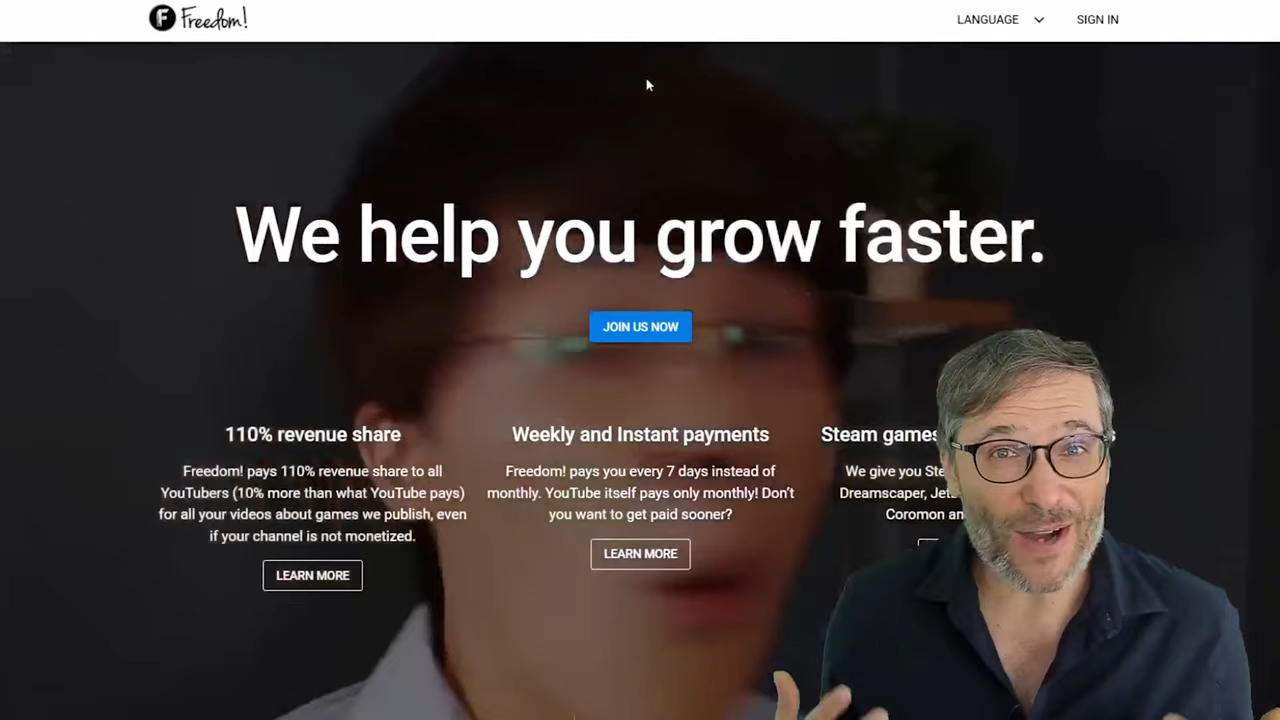 Freedom!
LANGUAGE
SIGN IN
We help you grow faster.
JOIN US NOW
110% revenue share
Freedom! pays 110% revenue share to all
YouTubers (10% more than what YouTube pays)
for all your videos about games we publish, even
if your channel is not monetized.
LEARN MORE
Weekly and Instant payments
Freedom! pays you every 7 days instead of
monthly. YouTube itself pays only monthly! Don’t
you want to get paid sooner?
LEARN MORE
Steam games
We give you
Dreamscaper,
Coromon